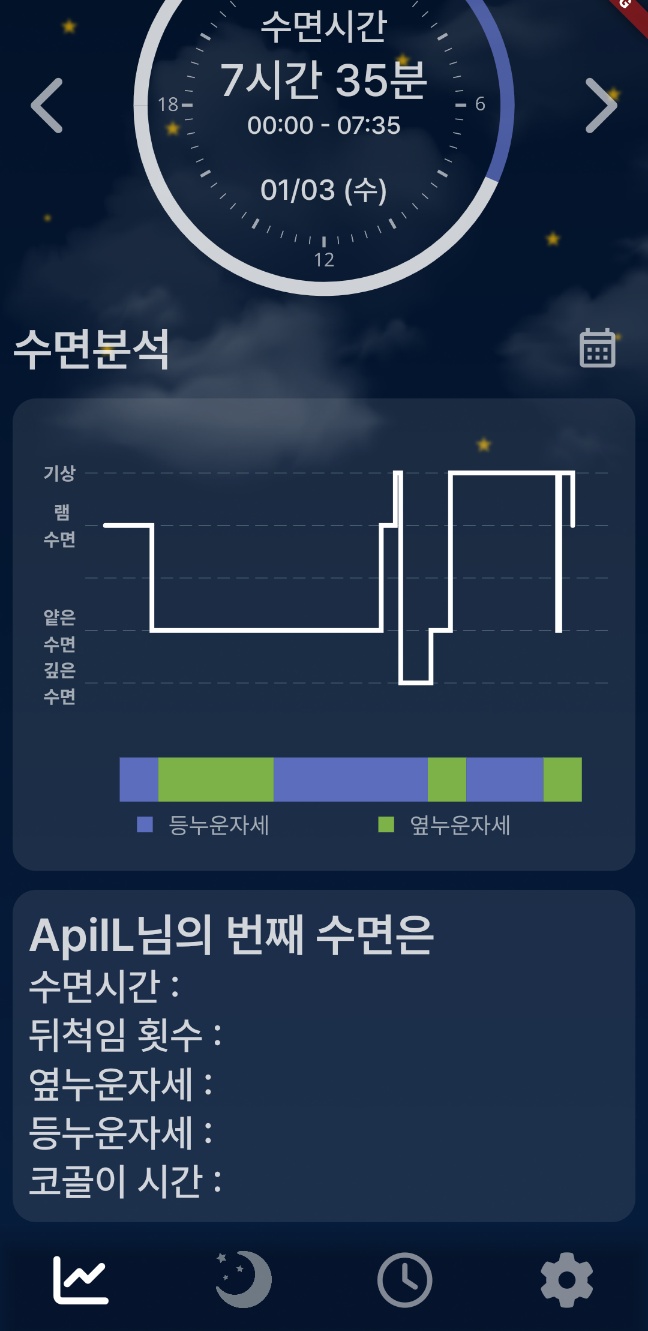 G
수면시간
7시간 35분
18
6
00:00 - 07:35
01/03 (수)
12
수면분석
기상
램
수면
얕은
수면
깊은
수면
등누운자세
옆누운자세
ApilL님의 번째 수면은
수면시간 :
뒤척임 횟수 :
옆누운자세 :
등누운자세 :
코골이 시간 :